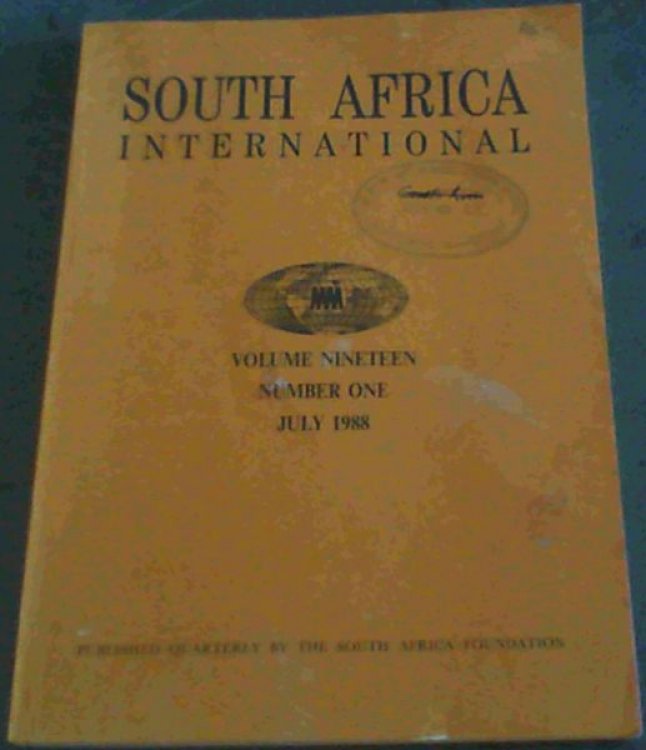 SOUTH AFRICA
INTERNATIONAL
VOLUME NINETEEN
NUMBER ONE
JULY 1988
PUBLISHED QUARTERLY BY THE SOUTH AFRICA FOUNDATION